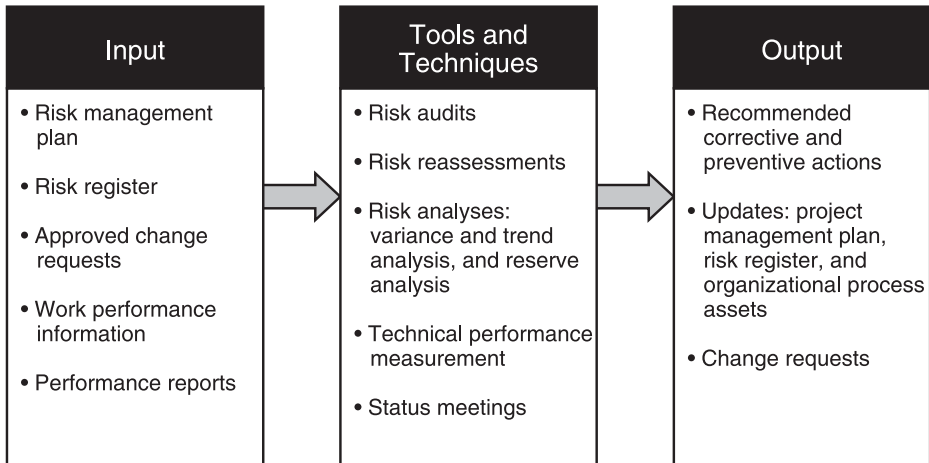 Input
• Risk management
plan
• Risk register
• Approved change
requests
• Work performance
information
• Performance reports
Tools and
Techniques
• Risk audits
• Risk reassessments
• Risk analyses:
variance and trend
analysis, and reserve
analysis
• Technical performance
measurement
• Status meetings
Output
• Recommended
corrective and
preventive actions
• Updates: project
management plan,
risk register, and
organizational process
assets
• Change requests